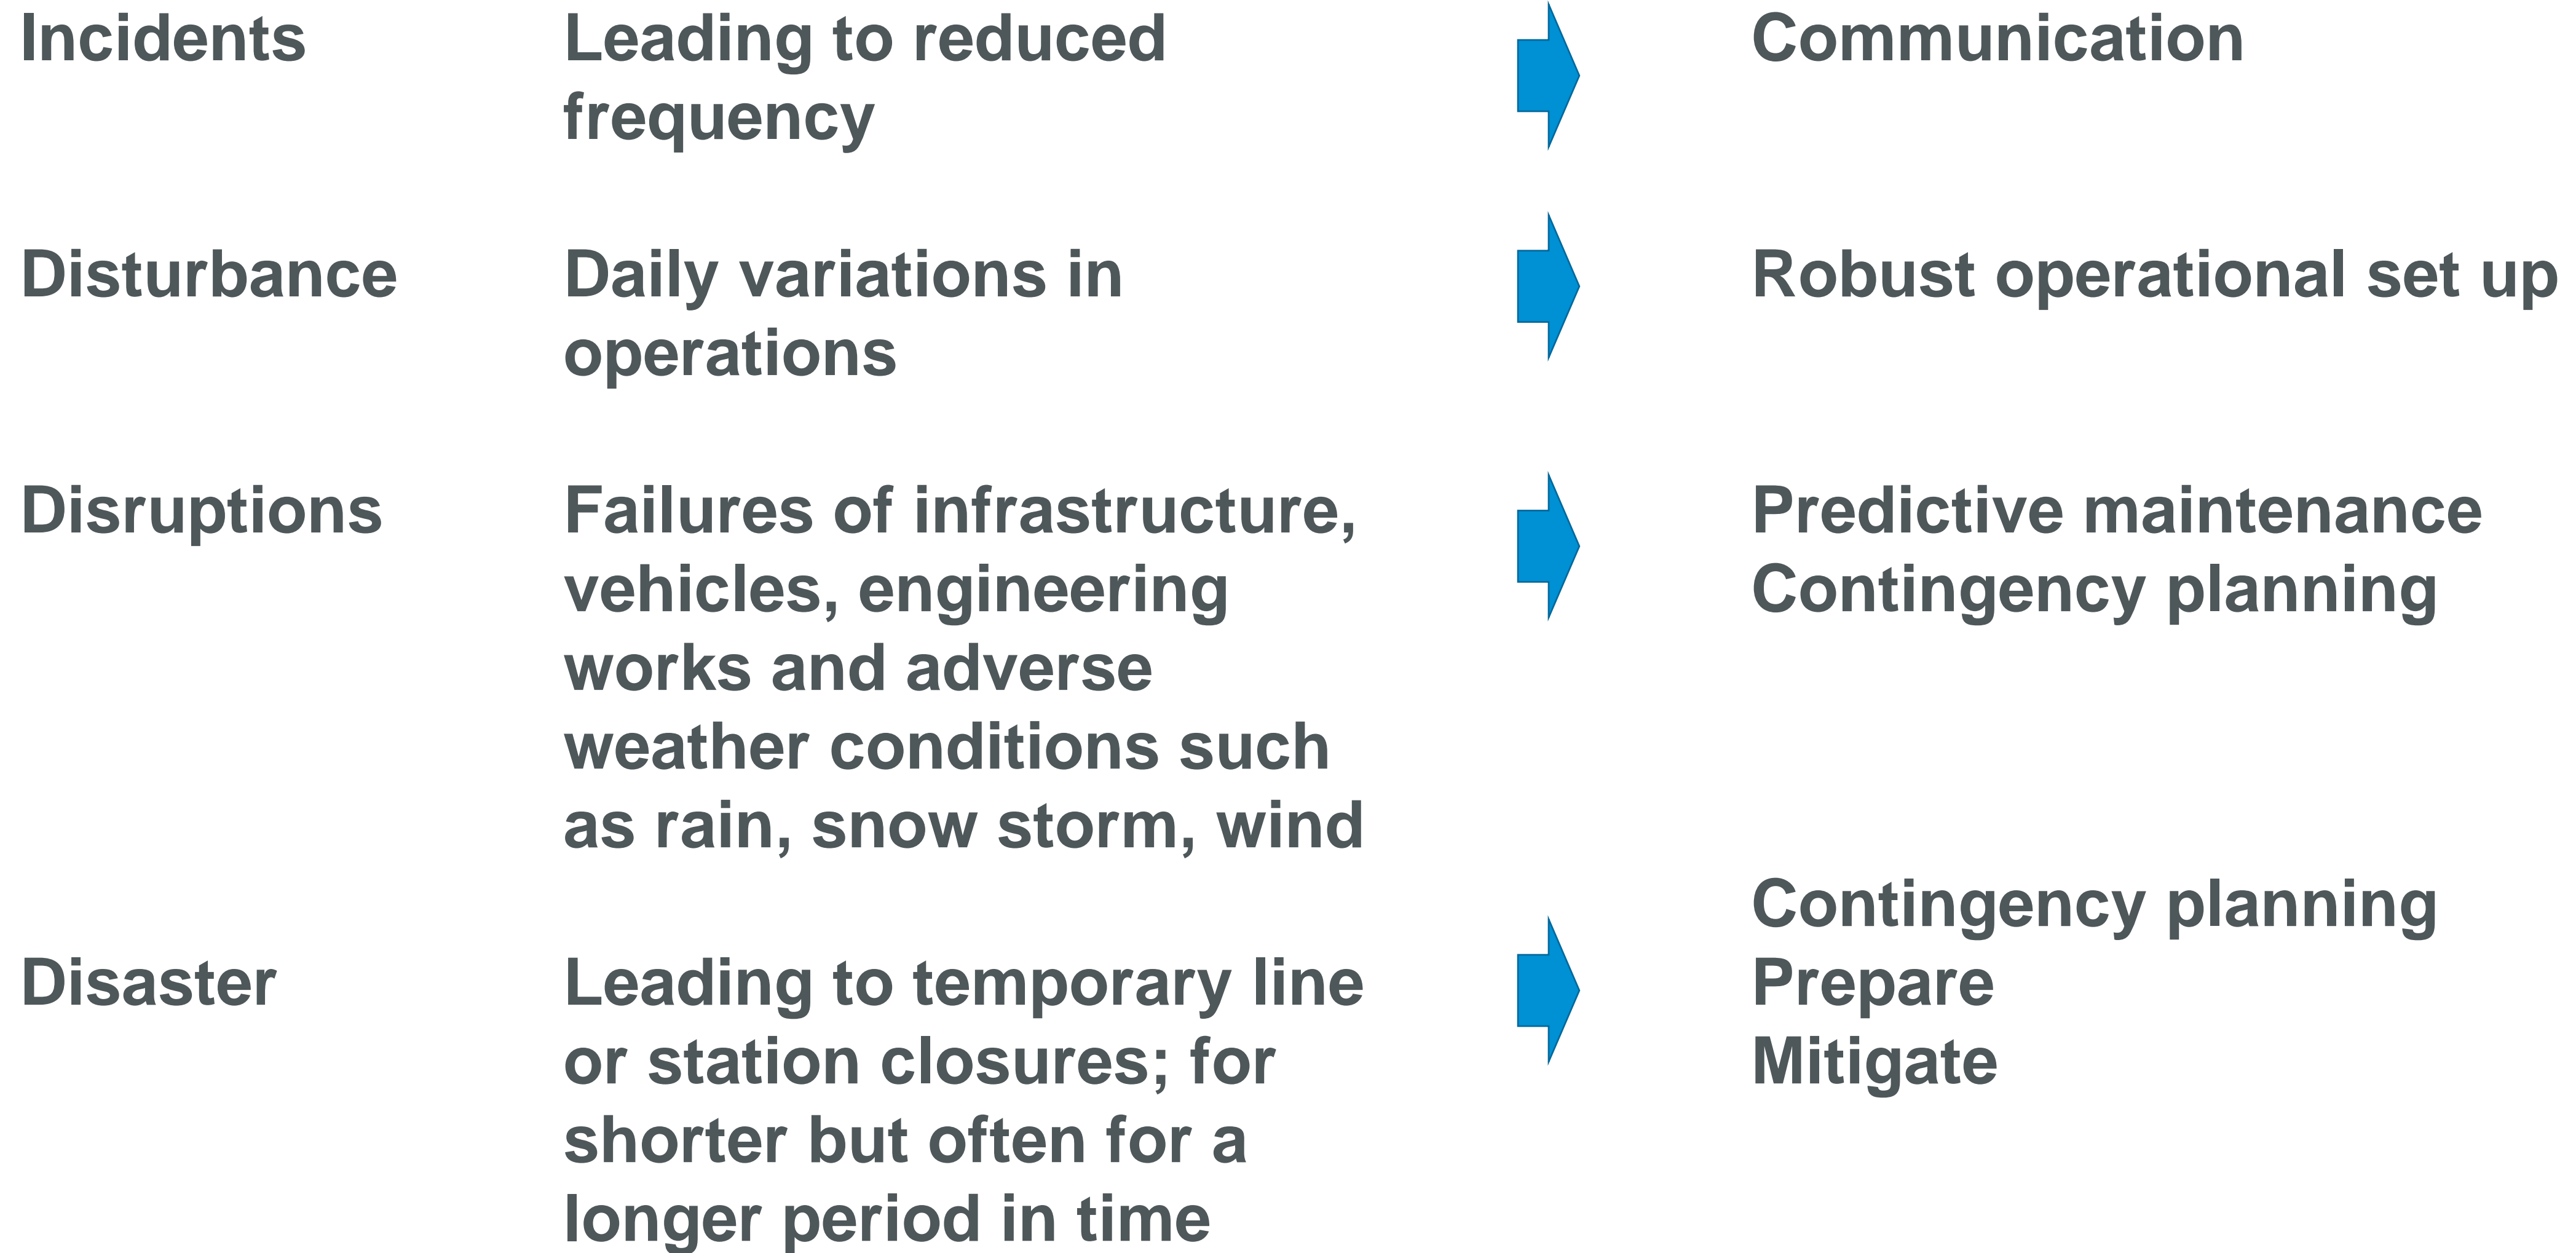 Incidents
Leading to reduced
frequency
Communication
Disturbance
Daily variations in
operations
Robust operational set up
Disruptions
Failures of infrastructure,
vehicles, engineering
works and adverse
weather conditions such
as rain, snow storm, wind
Predictive maintenance
Contingency planning
Disaster
Leading to temporary line
or station closures; for
shorter but often for a
longer period in time
Contingency planning
Prepare
Mitigate